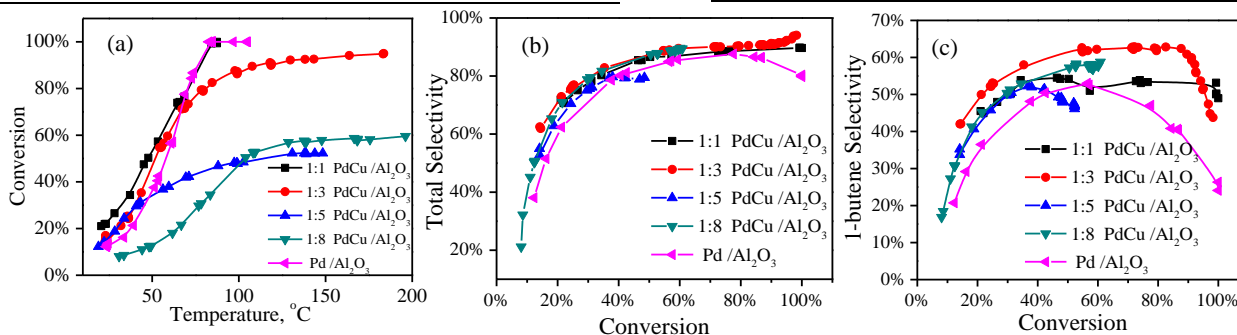 (a)
100%
80%
60%
40%
20%
0%
Conversion
1:1 PdCu /Al₂O₃
1:3 PdCu /Al₂O₃
1:5 PdCu /Al₂O₃
1:8 PdCu /Al₂O₃
Pd /Al₂O₃
50 100 150 200
Temperature, °C
(b)
100%
80%
60%
40%
20%
Total Selectivity
1:1 PdCu /Al₂O₃
1:3 PdCu /Al₂O₃
1:5 PdCu/Al₂O₃
1:8 PdCu /Al₂O₃
Pd /Al₂O₃
0% 20% 40% 60% 80% 100%
Conversion
(c)
70%
60%
50%
40%
30%
20%
10%
0%
1-butene Selectivity
1:1 PdCu /Al₂O₃
1:3 PdCu /Al₂O₃
1:5 PdCu /Al₂O₃
1:8 PdCu /Al₂O₃
Pd /Al₂O₃
0% 20% 40% 60% 80% 100%
Conversion